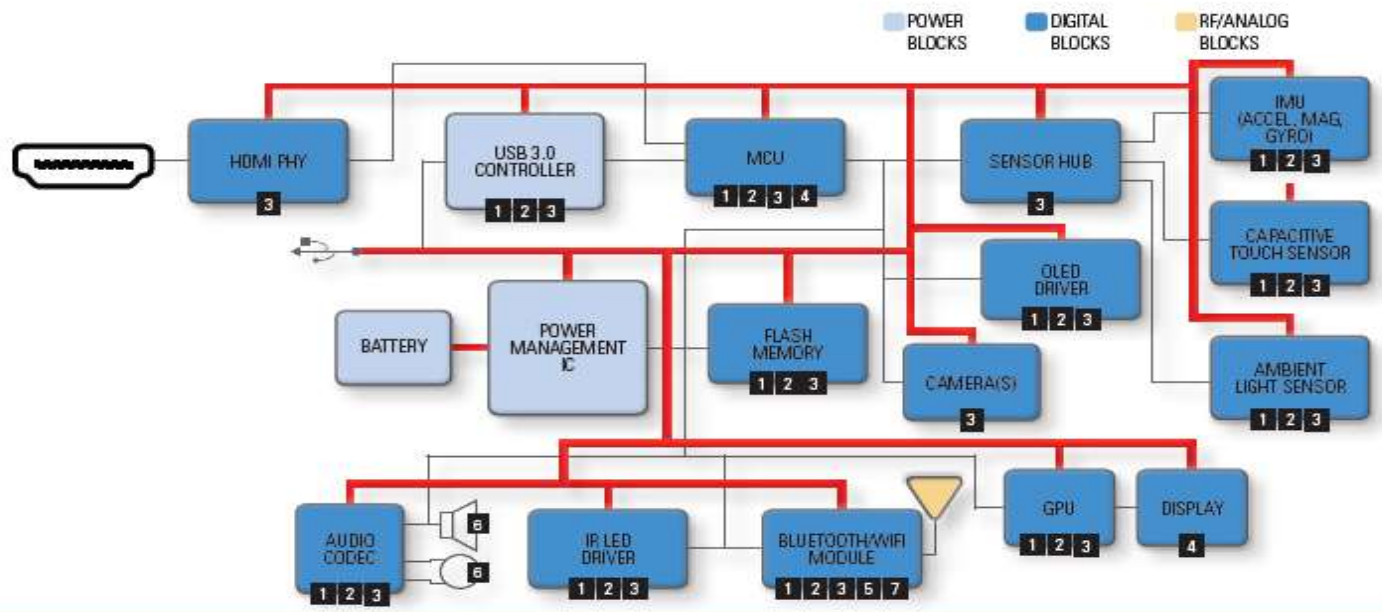 POWER
BLOCKS
DIGITAL
BLOCKS
RF/ANALOG
BLOCKS
HDMI PHY
3
USB 3.0
CONTROLLER
1 2 3
MCU
1 2 3 4
SENSOR HUB
3
IMU
(ACCEL, MAG,
GYRO)
1 2 3
CAPACITIVE
TOUCH SENSOR
1 2 3
OLED
DRIVER
1 2 3
BATTERY
POWER
MANAGEMENT
IC
FLASH
MEMORY
1 2 3
CAMERA(S)
3
AMBIENT
LIGHT SENSOR
1 2 3
AUDIO
CODEC
1 2 3
6
6
IR LED
DRIVER
1 2 3
BLUETOOTH/WIFI
MODULE
1 2 3 5 7
GPU
1 2 3
DISPLAY
4